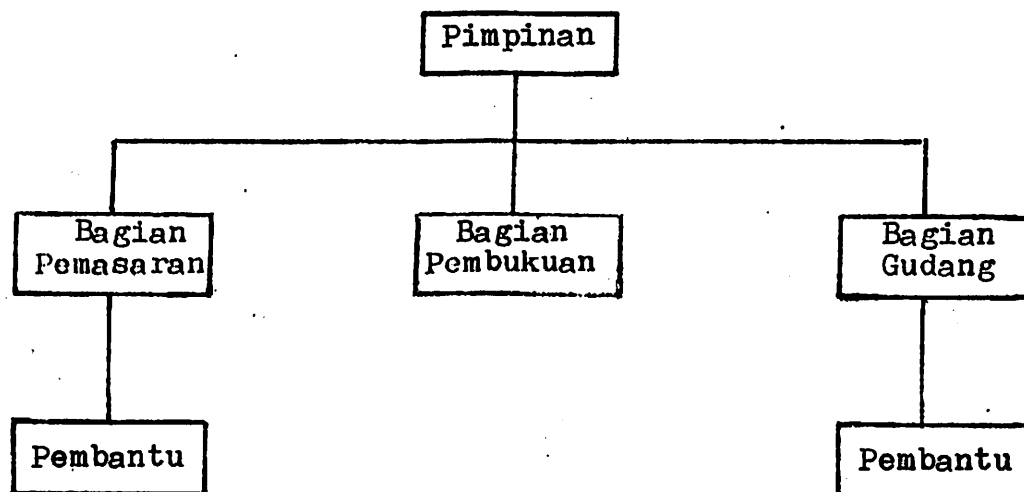 Pimpinan
Bagian
Pemasaran
Bagian
Pembukuan
Bagian
Gudang
Pembantu
Pembantu